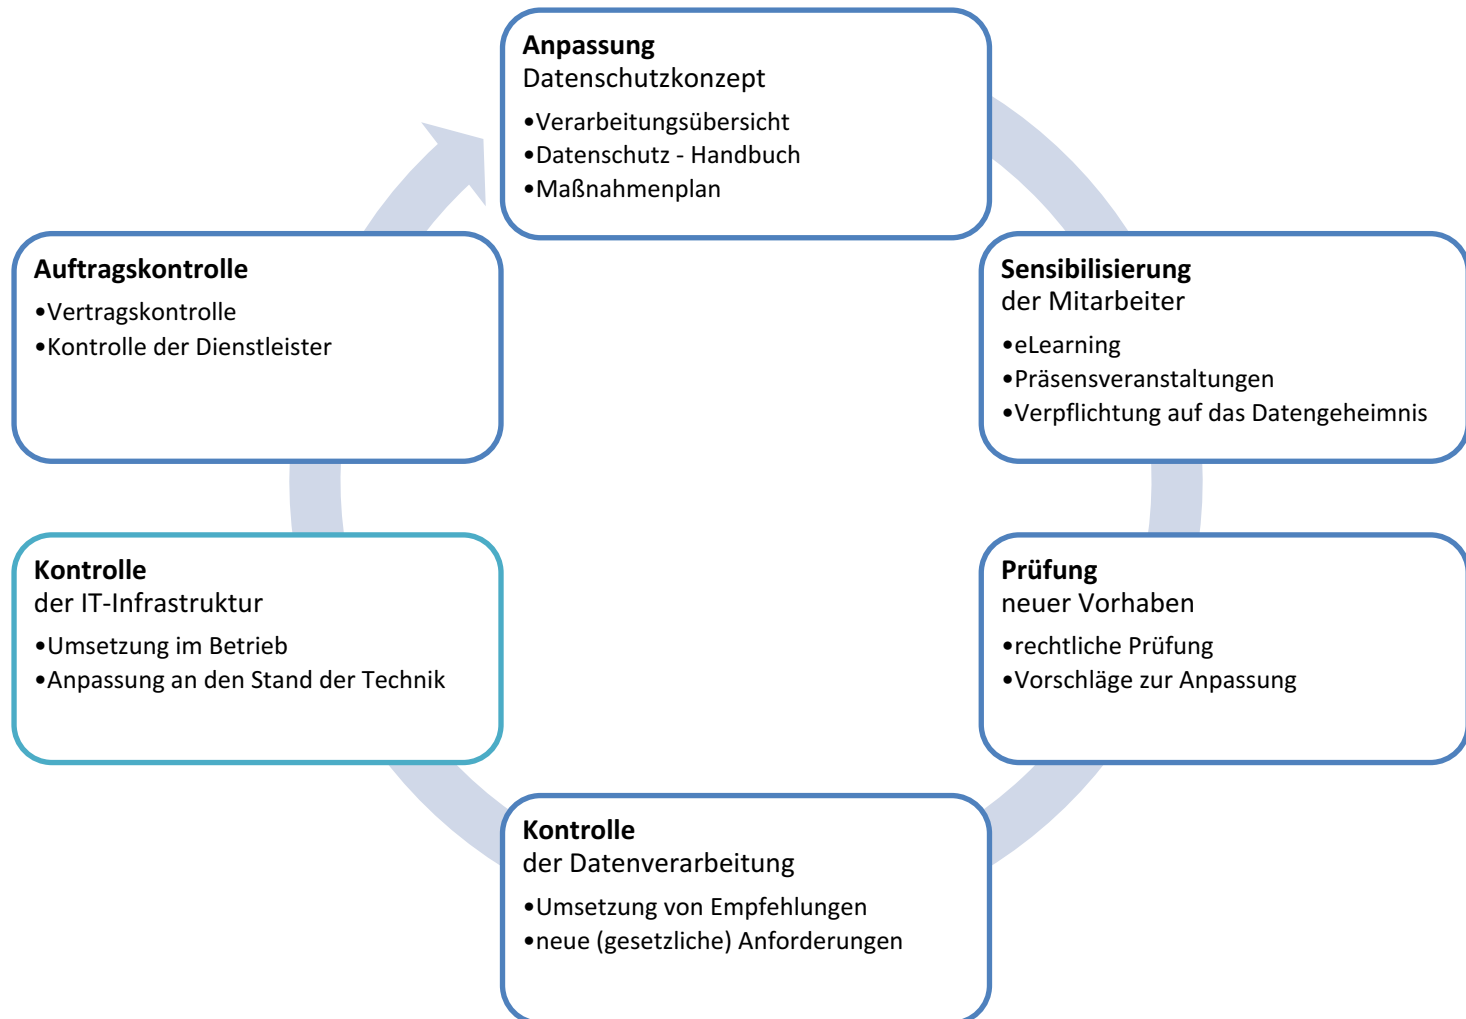 Anpassung
Datenschutzkonzept
•Verarbeitungsübersicht
•Datenschutz - Handbuch
•Maßnahmenplan
Sensibilisierung
der Mitarbeiter
•eLearning
•Präsensveranstaltungen
•Verpflichtung auf das Datengeheimnis
Prüfung
neuer Vorhaben
•rechtliche Prüfung
•Vorschläge zur Anpassung
Kontrolle
der Datenverarbeitung
•Umsetzung von Empfehlungen
•neue (gesetzliche) Anforderungen
Kontrolle
der IT-Infrastruktur
•Umsetzung im Betrieb
•Anpassung an den Stand der Technik
Auftragskontrolle
•Vertragskontrolle
•Kontrolle der Dienstleister